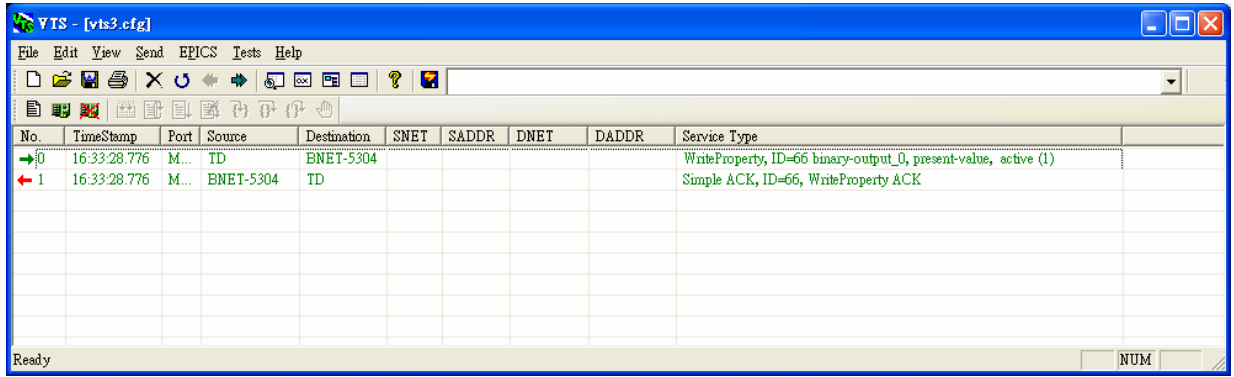 VTS - [vts3.cfg]
File Edit View Send EPICS Tests Help
No. TimeStamp Port Source Destination SNET SADDR DNET DADDR Service Type
0 16:33:28.776 M... TD BNET-5304 WriteProperty, ID=66 binary-output_0, present-value, active (1)
1 16:33:28.776 M... BNET-5304 TD Simple ACK, ID=66, WriteProperty ACK
Ready NUM